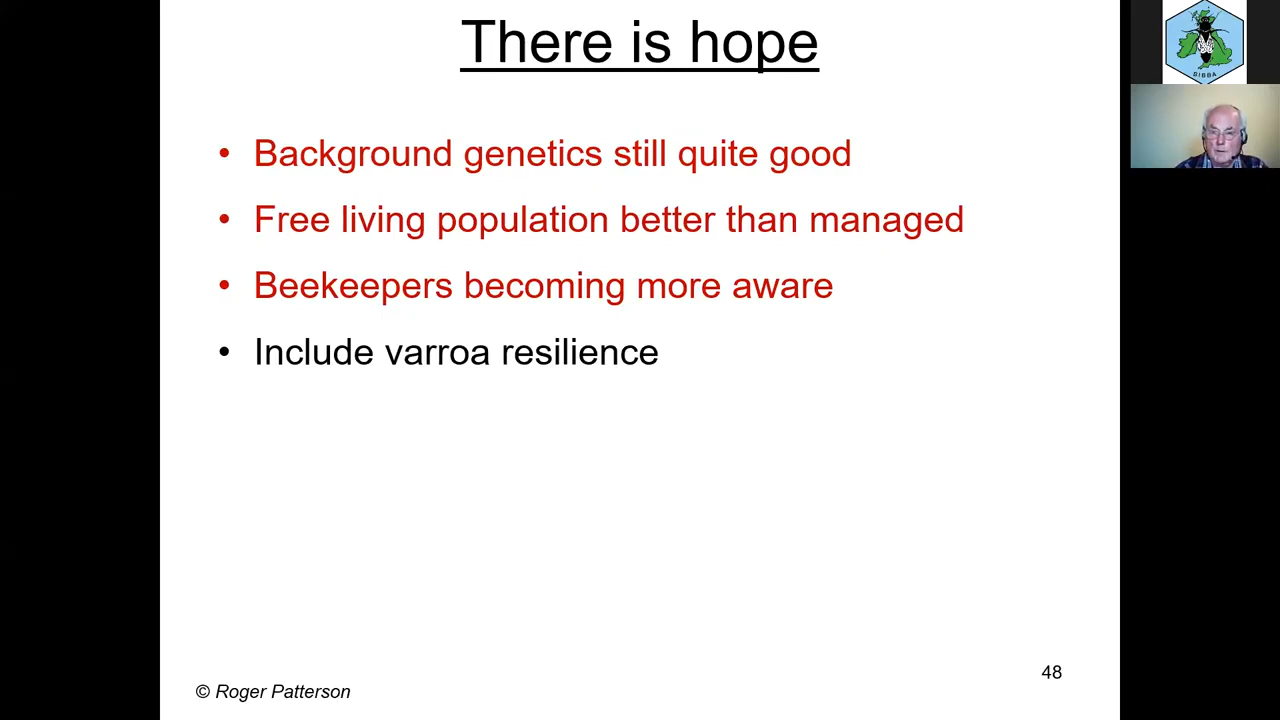 There is hope
• Background genetics still quite good
• Free living population better than managed
• Beekeepers becoming more aware
• Include varroa resilience
48
© Roger Patterson
BIBBA